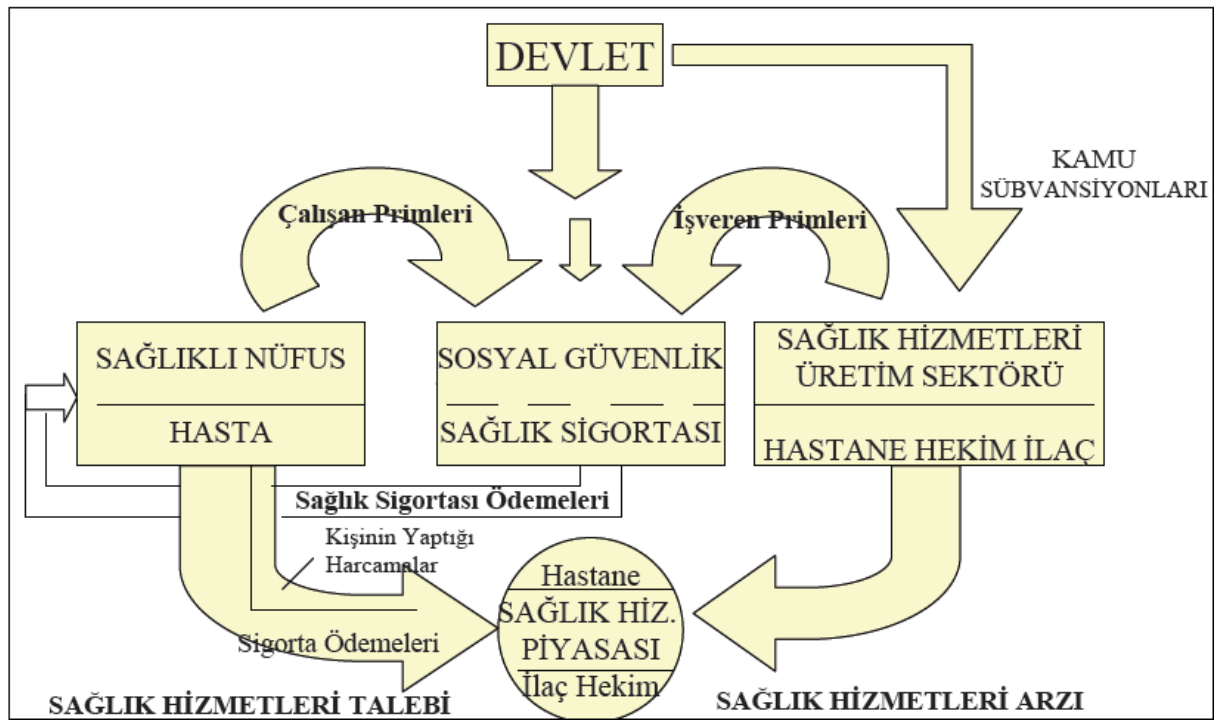 DEVLET
KAMU
SÜBVANSİYONLARI
Çalışan Primleri
İşveren Primleri
SAĞLIKLI NÜFUS
HASTA
SOSYAL GÜVENLİK
SAĞLIK SİGORTASI
SAĞLIK HİZMETLERİ
ÜRETİM SEKTÖRÜ
HASTANE HEKİM İLAÇ
Sağlık Sigortası Ödemeleri
Kişinin Yaptığı
Harcamalar
Sigorta Ödemeleri
Hastane
SAĞLIK HİZ.
PİYASASI
İlaç Hekim
SAĞLIK HİZMETLERİ TALEBİ
SAĞLIK HİZMETLERİ ARZI